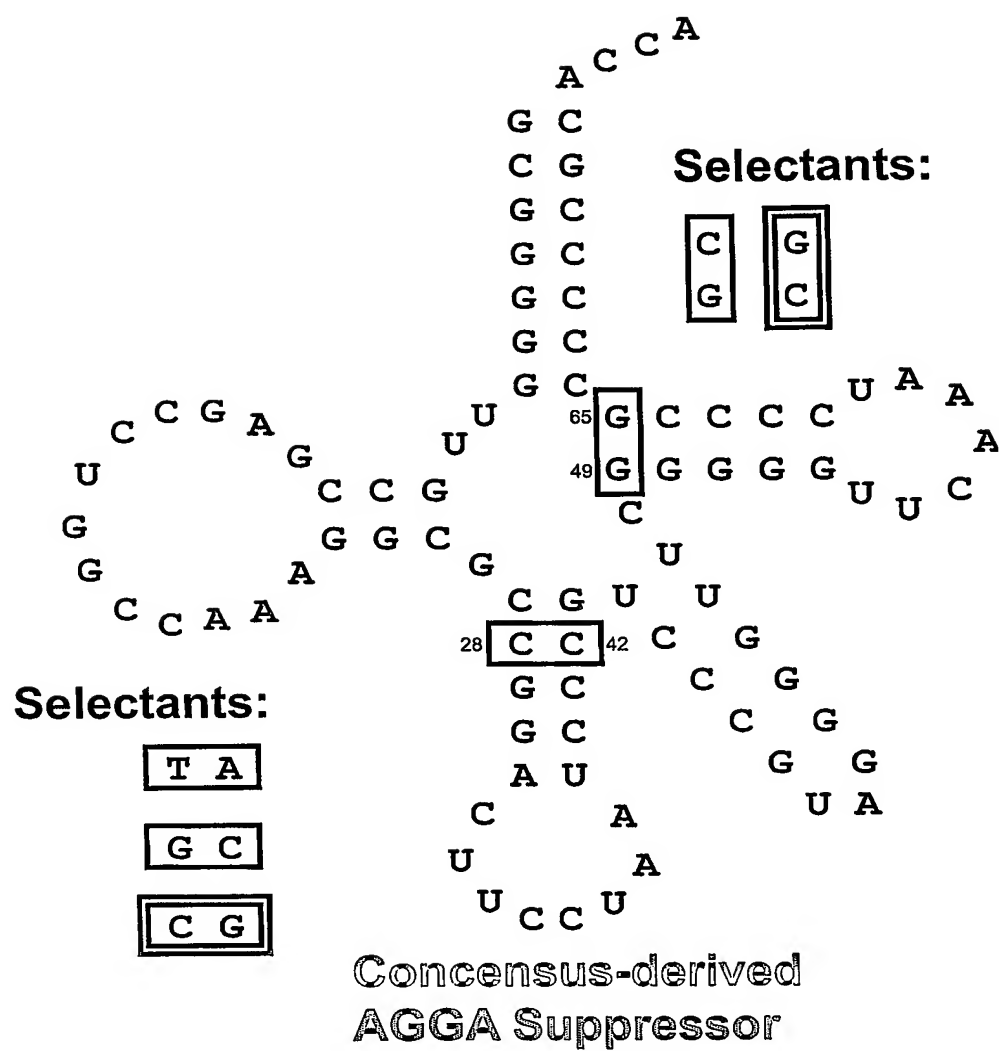 A C C A
G C
C G
Selectants:
G C
G C
C G
G C
G C
G C
G C
U A A A
C C G A
U
65 G C C C C
A
U
C
G
U
49 G G G G G
C C G
C
U U
C
G
G G C
U
G
A
G
C G U
U
C C A A
28 C C 42
C
G
G C
C
G
Selectants:
G C
C
G
T A
A U
G
G
C
A
U A
G C
U
A
U C C U
C G
Concensus-derived
AGGA Suppressor